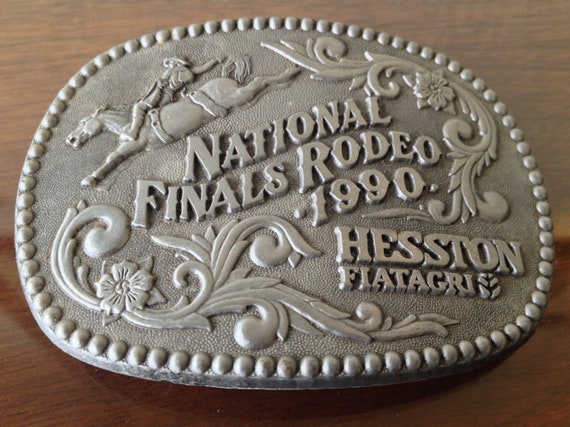 NATIONAL
FINALS RODEO
·1990·
HESSTON
FIATAGRI